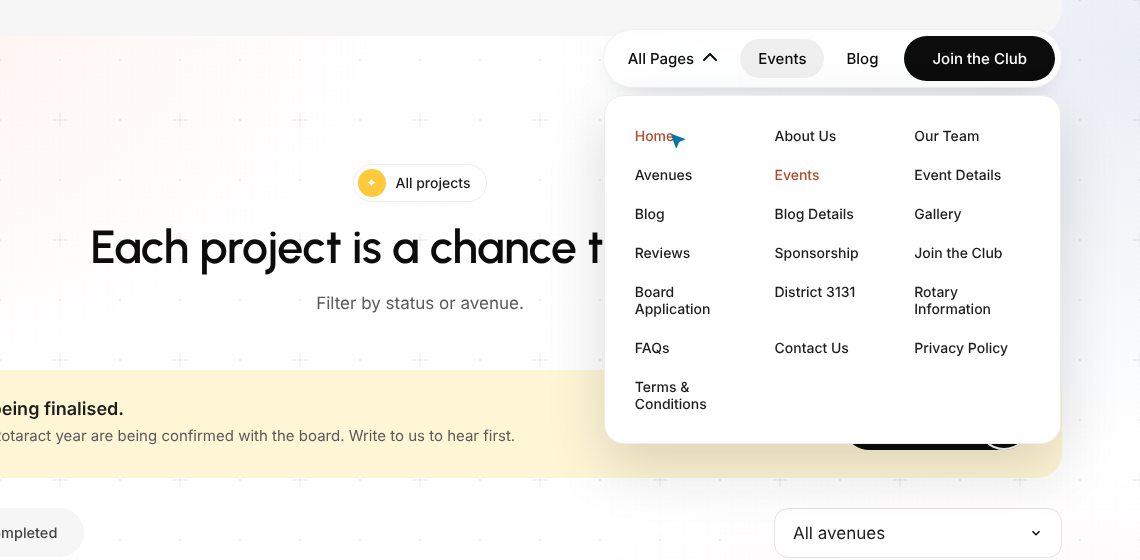 All Pages Events Blog Join the Club
Home About Us Our Team
Avenues Events Event Details
Blog Blog Details Gallery
Reviews Sponsorship Join the Club
Board Application District 3131 Rotary Information
FAQs Contact Us Privacy Policy
Terms & Conditions
All projects
Each project is a chance
Filter by status or avenue.
being finalised.
Rotaract year are being confirmed with the board. Write to us to hear first.
All avenues